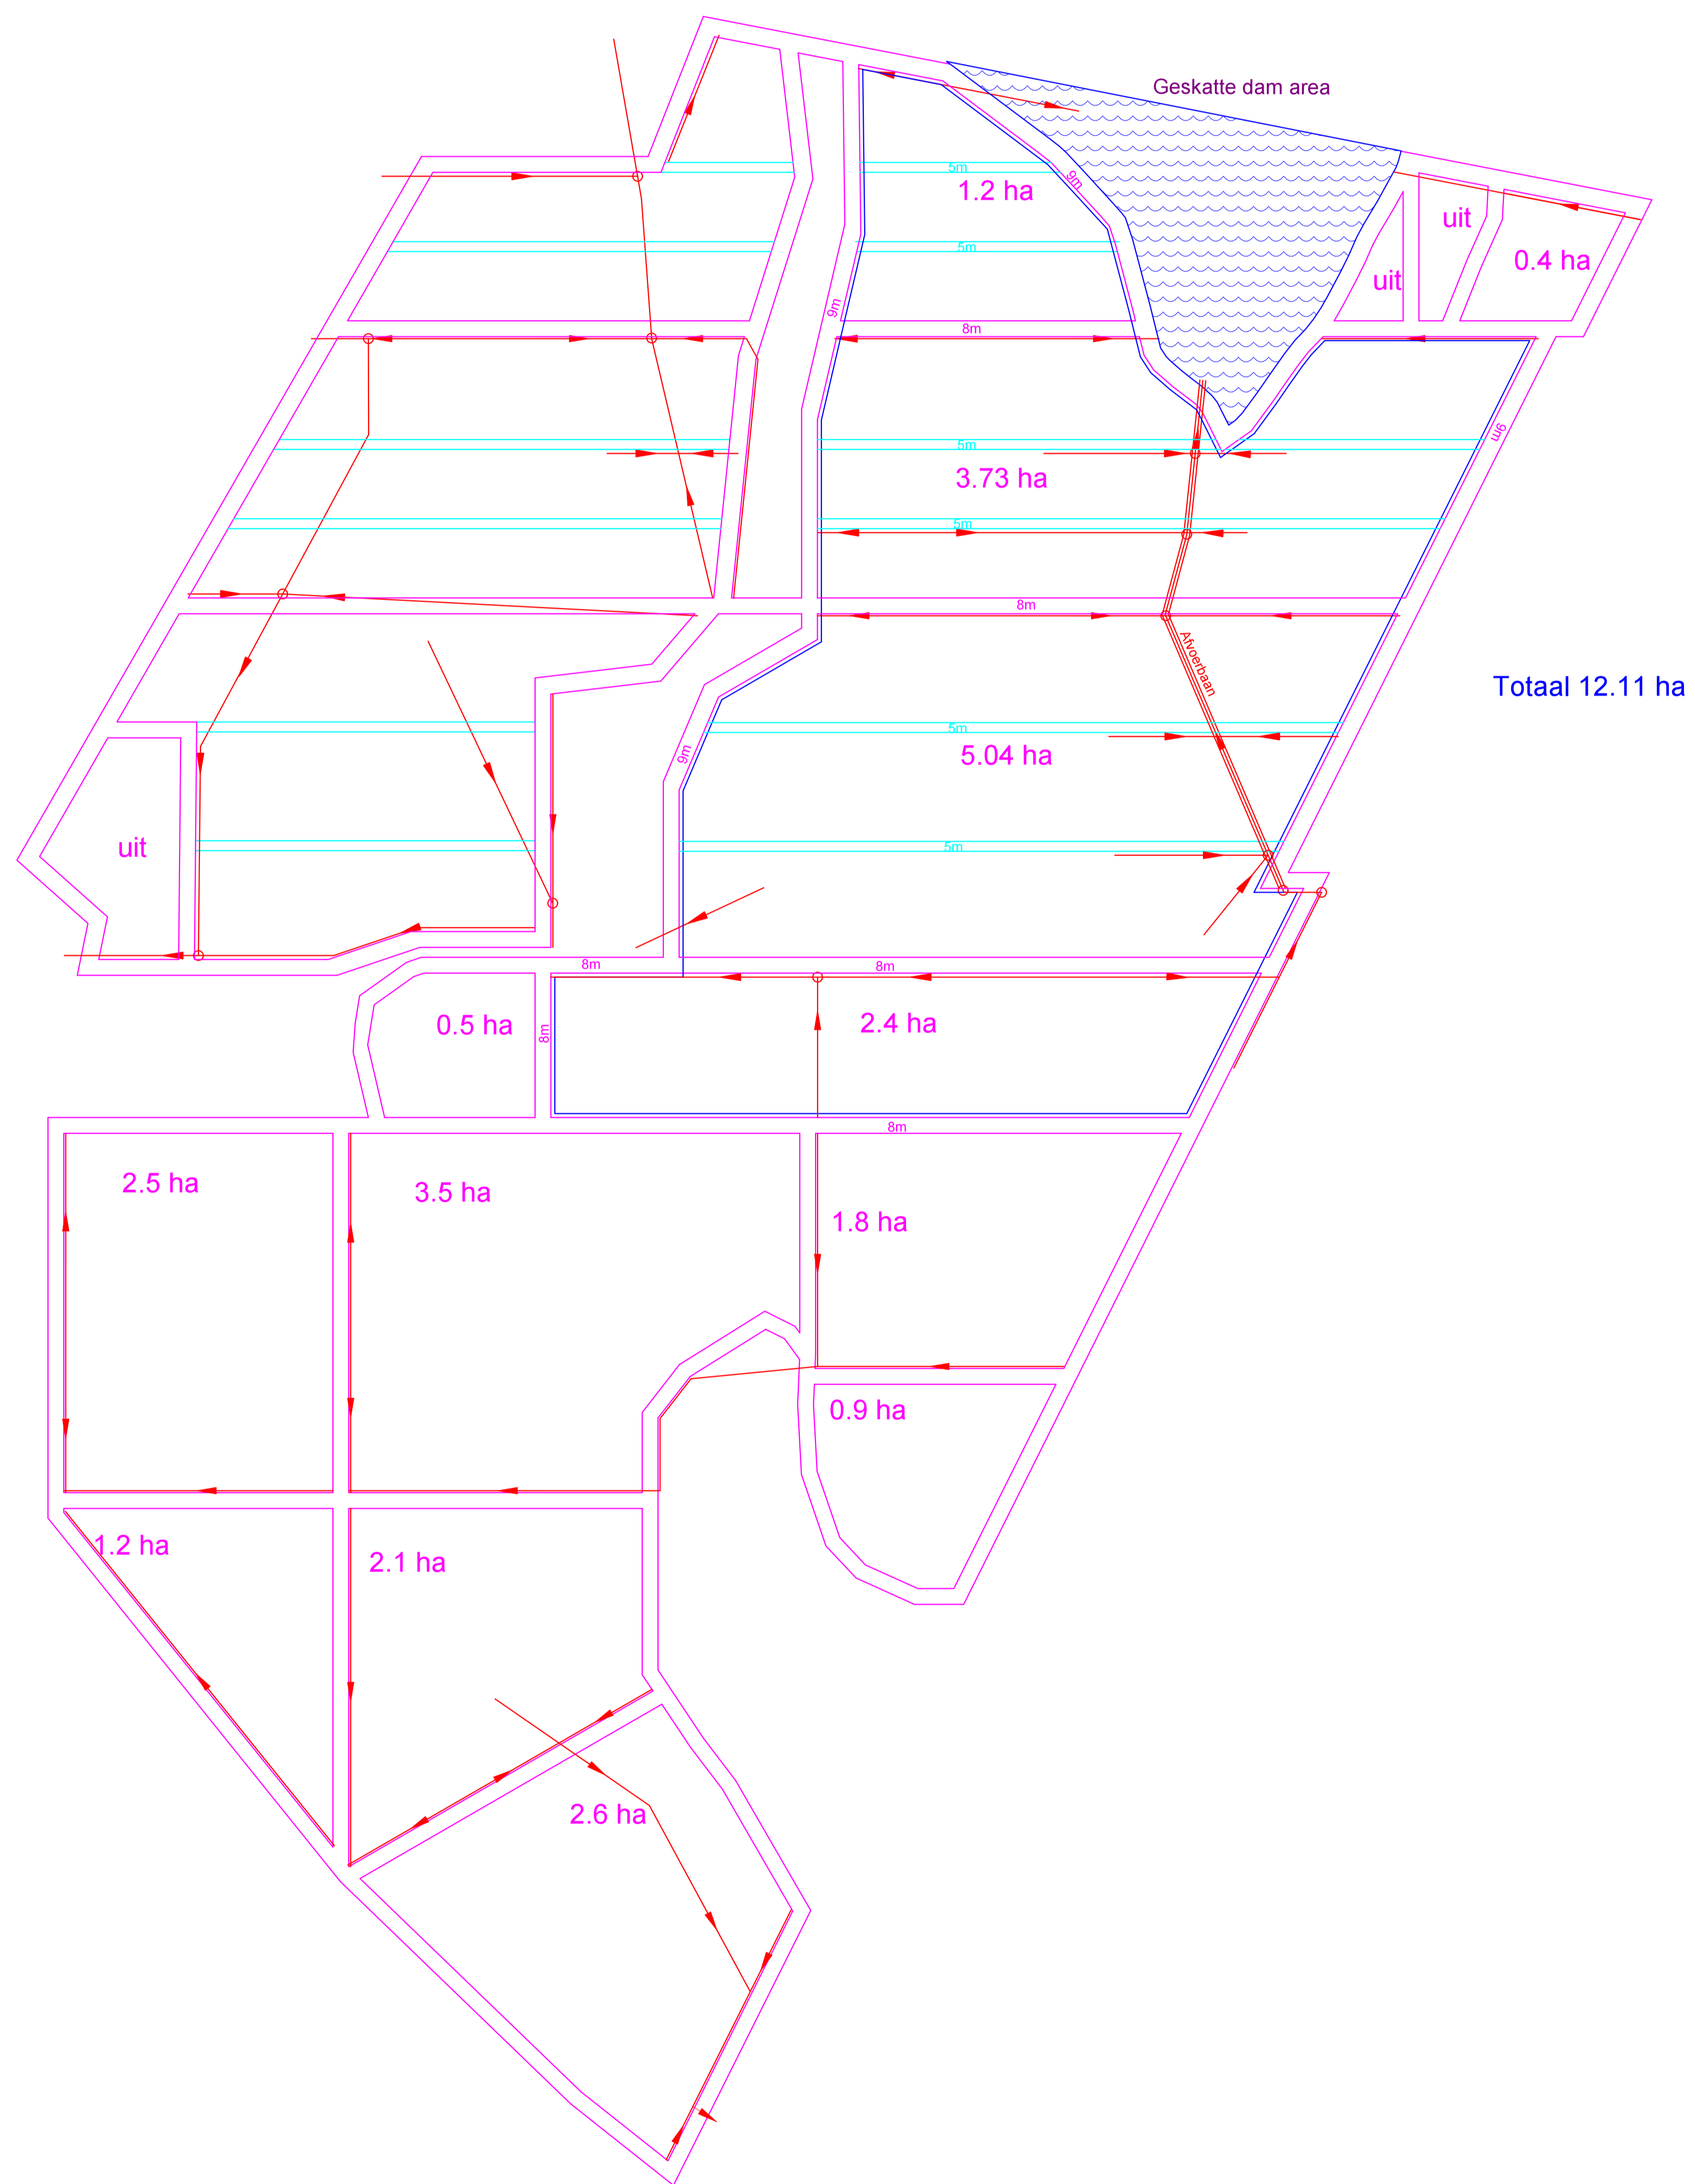 Geskatte dam area
5m
1.2 ha
9m
uit
5m
uit
0.4 ha
9m
8m
9m
5m
3.73 ha
5m
8m
Afvoerbaan
Totaal 12.11 ha
5m
9m
5.04 ha
5m
uit
8m
8m
0.5 ha
8m
2.4 ha
8m
2.5 ha
3.5 ha
1.8 ha
0.9 ha
1.2 ha
2.1 ha
2.6 ha